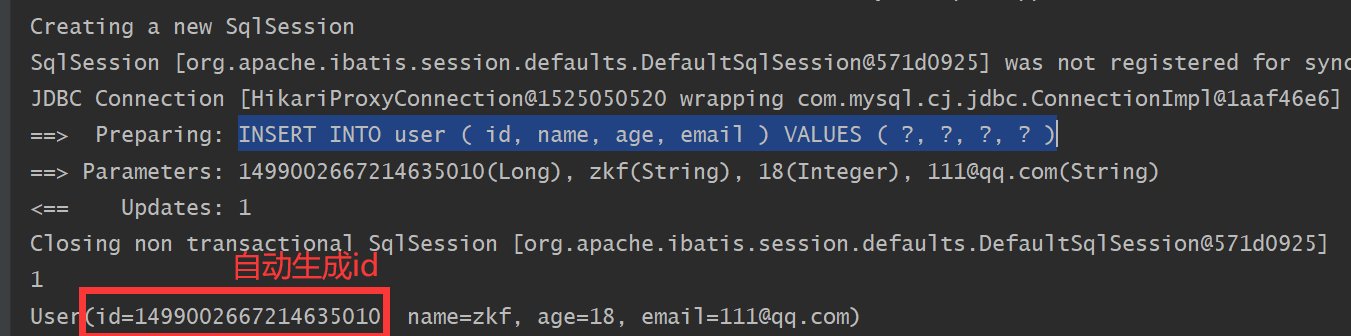 Creating a new SqlSession
SqlSession [org.apache.ibatis.session.defaults.DefaultSqlSession@571d0925] was not registered for sync
JDBC Connection [HikariProxyConnection@1525050520 wrapping com.mysql.cj.jdbc.ConnectionImpl@1aaf46e6]
==>  Preparing: INSERT INTO user ( id, name, age, email ) VALUES ( ?, ?, ?, ? )
==> Parameters: 1499002667214635010(Long), zkf(String), 18(Integer), 111@qq.com(String)
<==    Updates: 1
Closing non transactional SqlSession [org.apache.ibatis.session.defaults.DefaultSqlSession@571d0925]
自动生成id
1
User(id=1499002667214635010  name=zkf, age=18, email=111@qq.com)